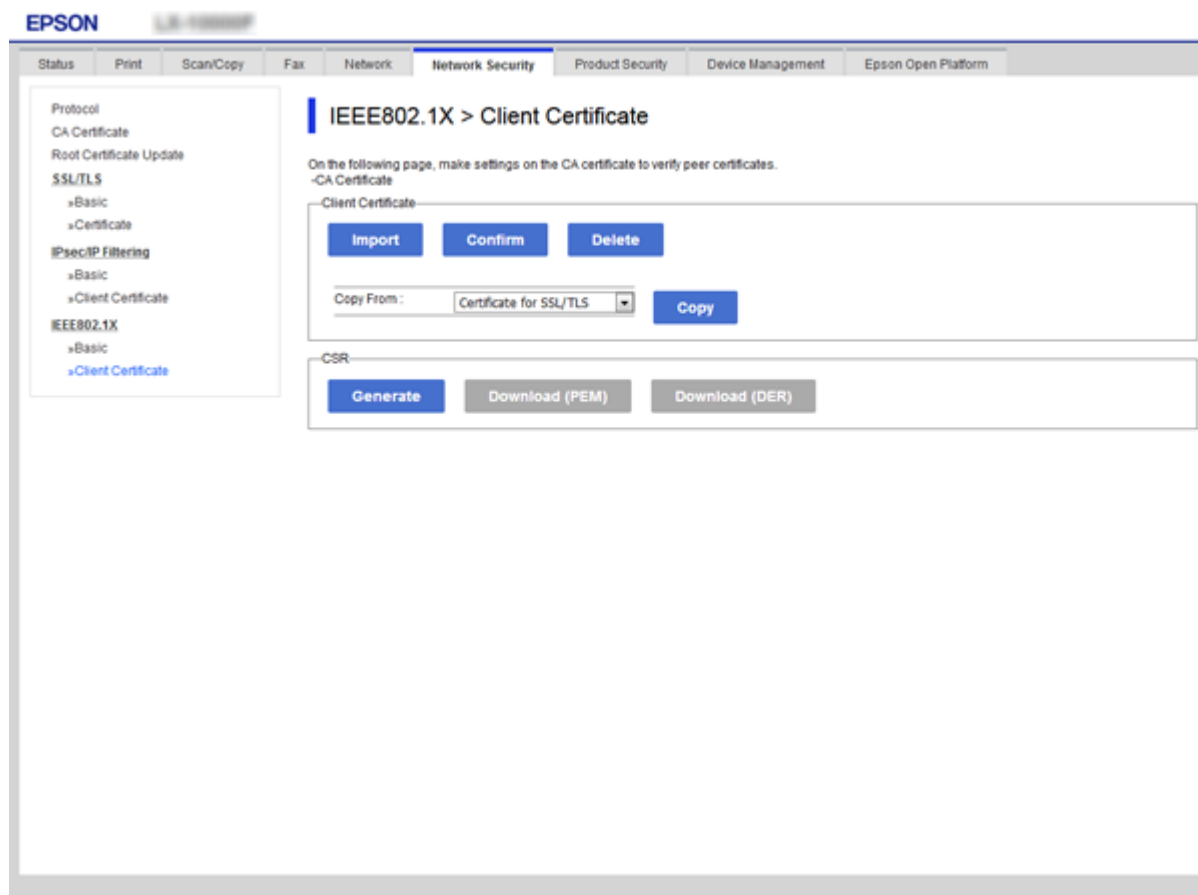 EPSON
Status Print Scan/Copy Fax Network Network Security Product Security Device Management Epson Open Platform
Protocol
CA Certificate
Root Certificate Update
SSL/TLS
»Basic
»Certificate
IPsec/IP Filtering
»Basic
»Client Certificate
IEEE802.1X
»Basic
»Client Certificate
IEEE802.1X > Client Certificate
On the following page, make settings on the CA certificate to verify peer certificates.
-CA Certificate
Client Certificate
Import Confirm Delete
Copy From : Certificate for SSL/TLS Copy
CSR
Generate Download (PEM) Download (DER)